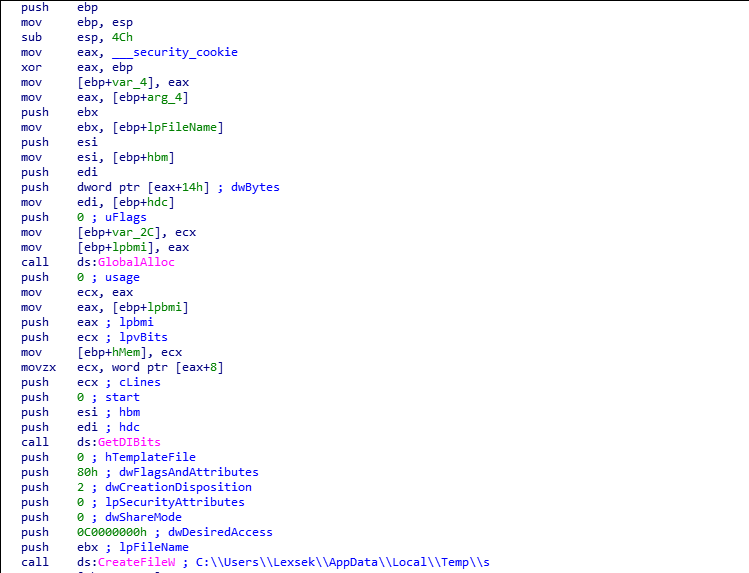 push ebp
mov ebp, esp
sub esp, 4Ch
mov eax, ___security_cookie
xor eax, ebp
mov [ebp+var_4], eax
mov eax, [ebp+arg_4]
push ebx
mov ebx, [ebp+lpFileName]
push esi
mov esi, [ebp+hbm]
push edi
push dword ptr [eax+14h] ; dwBytes
mov edi, [ebp+hdc]
push 0 ; uFlags
mov [ebp+var_2C], ecx
mov [ebp+lpbmi], eax
call ds:GlobalAlloc
push 0 ; usage
mov ecx, eax
mov eax, [ebp+lpbmi]
push eax ; lpbmi
push ecx ; lpvBits
mov [ebp+hMem], ecx
movzx ecx, word ptr [eax+8]
push ecx ; cLines
push 0 ; start
push esi ; hbm
push edi ; hdc
call ds:GetDIBits
push 0 ; hTemplateFile
push 80h ; dwFlagsAndAttributes
push 2 ; dwCreationDisposition
push 0 ; lpSecurityAttributes
push 0 ; dwShareMode
push 0C0000000h ; dwDesiredAccess
push ebx ; lpFileName
call ds:CreateFileW ; C:\\Users\\Lexsek\\AppData\\Local\\Temp\\s